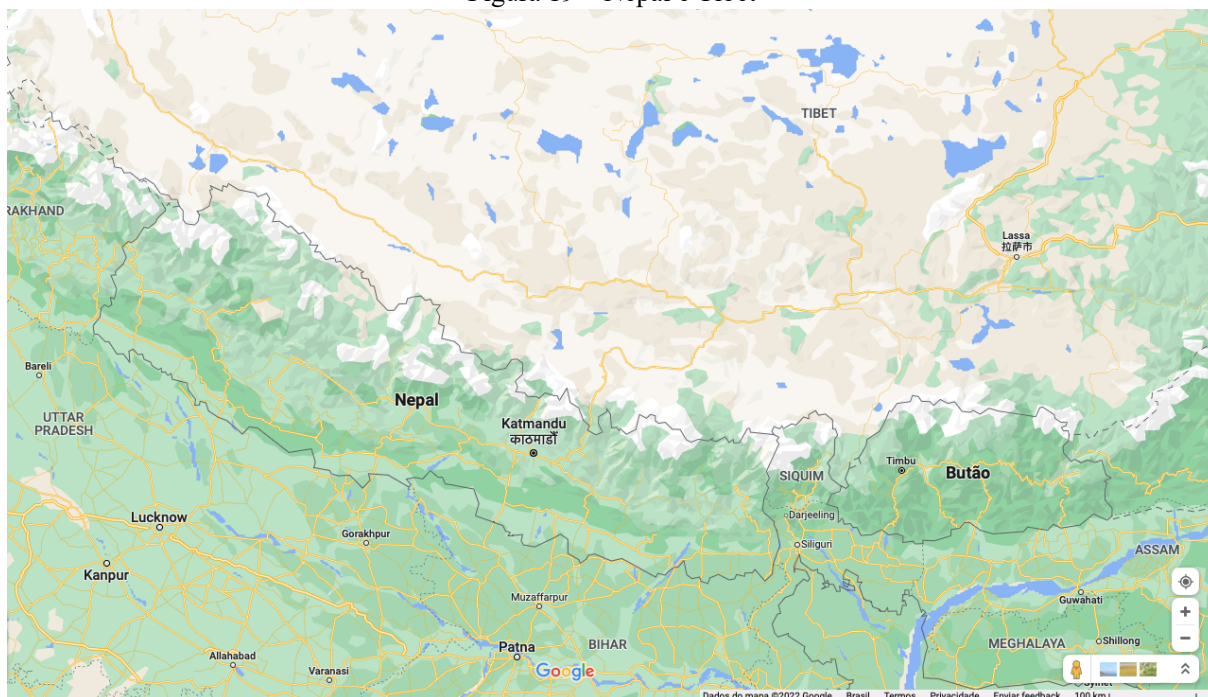 TIBET
RAKHAND
Lassa
拉萨市
Bareli
Nepal
UTTAR
PRADESH
Katmandu
काठमाडौँ
SIQUIM
Timbu
Butão
Darjeeling
Lucknow
Gorakhpur
Siliguri
ASSAM
Kanpur
Muzaffarpur
Guwahati
Patna
BIHAR
MEGHALAYA
Shillong
Allahabad
Varanasi
Google
Dados do mapa ©2022 Google Brasil Termos Privacidade Enviar feedback 100 km